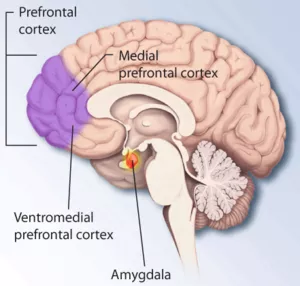 Prefrontal
cortex
Medial
prefrontal cortex
Ventromedial
prefrontal cortex
Amygdala